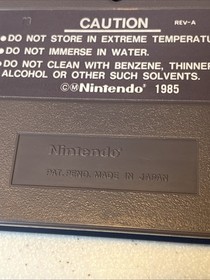 CAUTION
REV-A
•DO NOT STORE IN EXTREME TEMPERATU
•DO NOT IMMERSE IN WATER.
•DO NOT CLEAN WITH BENZENE, THINNER
ALCOHOL OR OTHER SUCH SOLVENTS.
©Ⓜ Nintendo® 1985
Nintendo®
PAT. PEND. MADE IN JAPAN